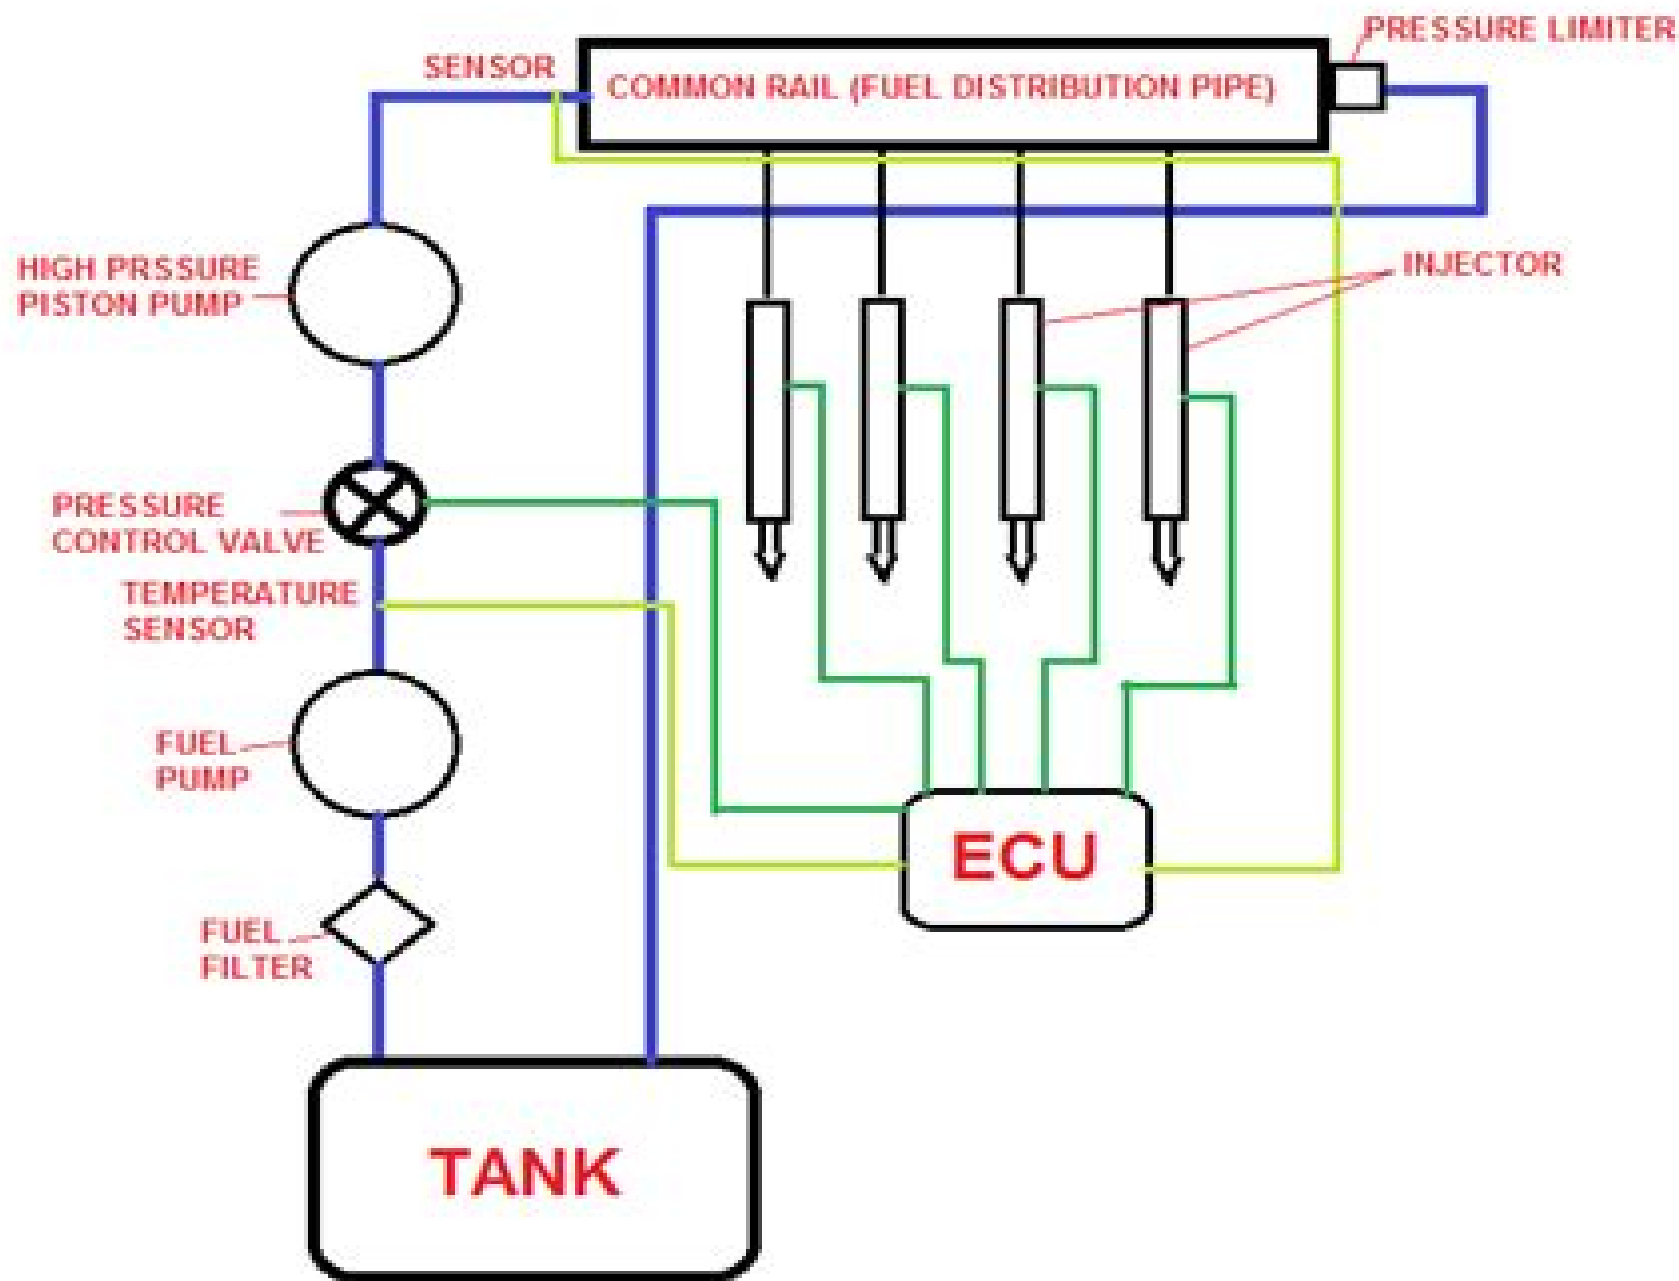 PRESSURE LIMITER
SENSOR
COMMON RAIL (FUEL DISTRIBUTION PIPE)
HIGH PRSSURE
PISTON PUMP
INJECTOR
PRESSURE
CONTROL VALVE
TEMPERATURE
SENSOR
FUEL
PUMP
ECU
FUEL
FILTER
TANK